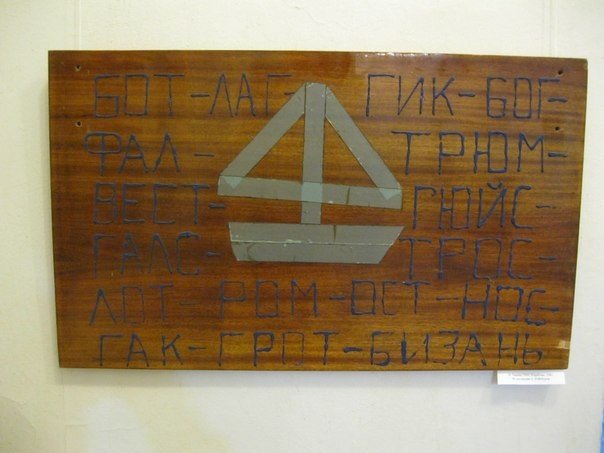 БОТ-ЛАГ- ГИК-БОГ-
ФАЛ- ТРЮМ-
ВЕСТ- ГЮЙС-
ГАЛС- ТРОС-
ЛОТ-РОМ-ОСТ-НОС-
ГАК-ГРОТ-БИЗАНЬ